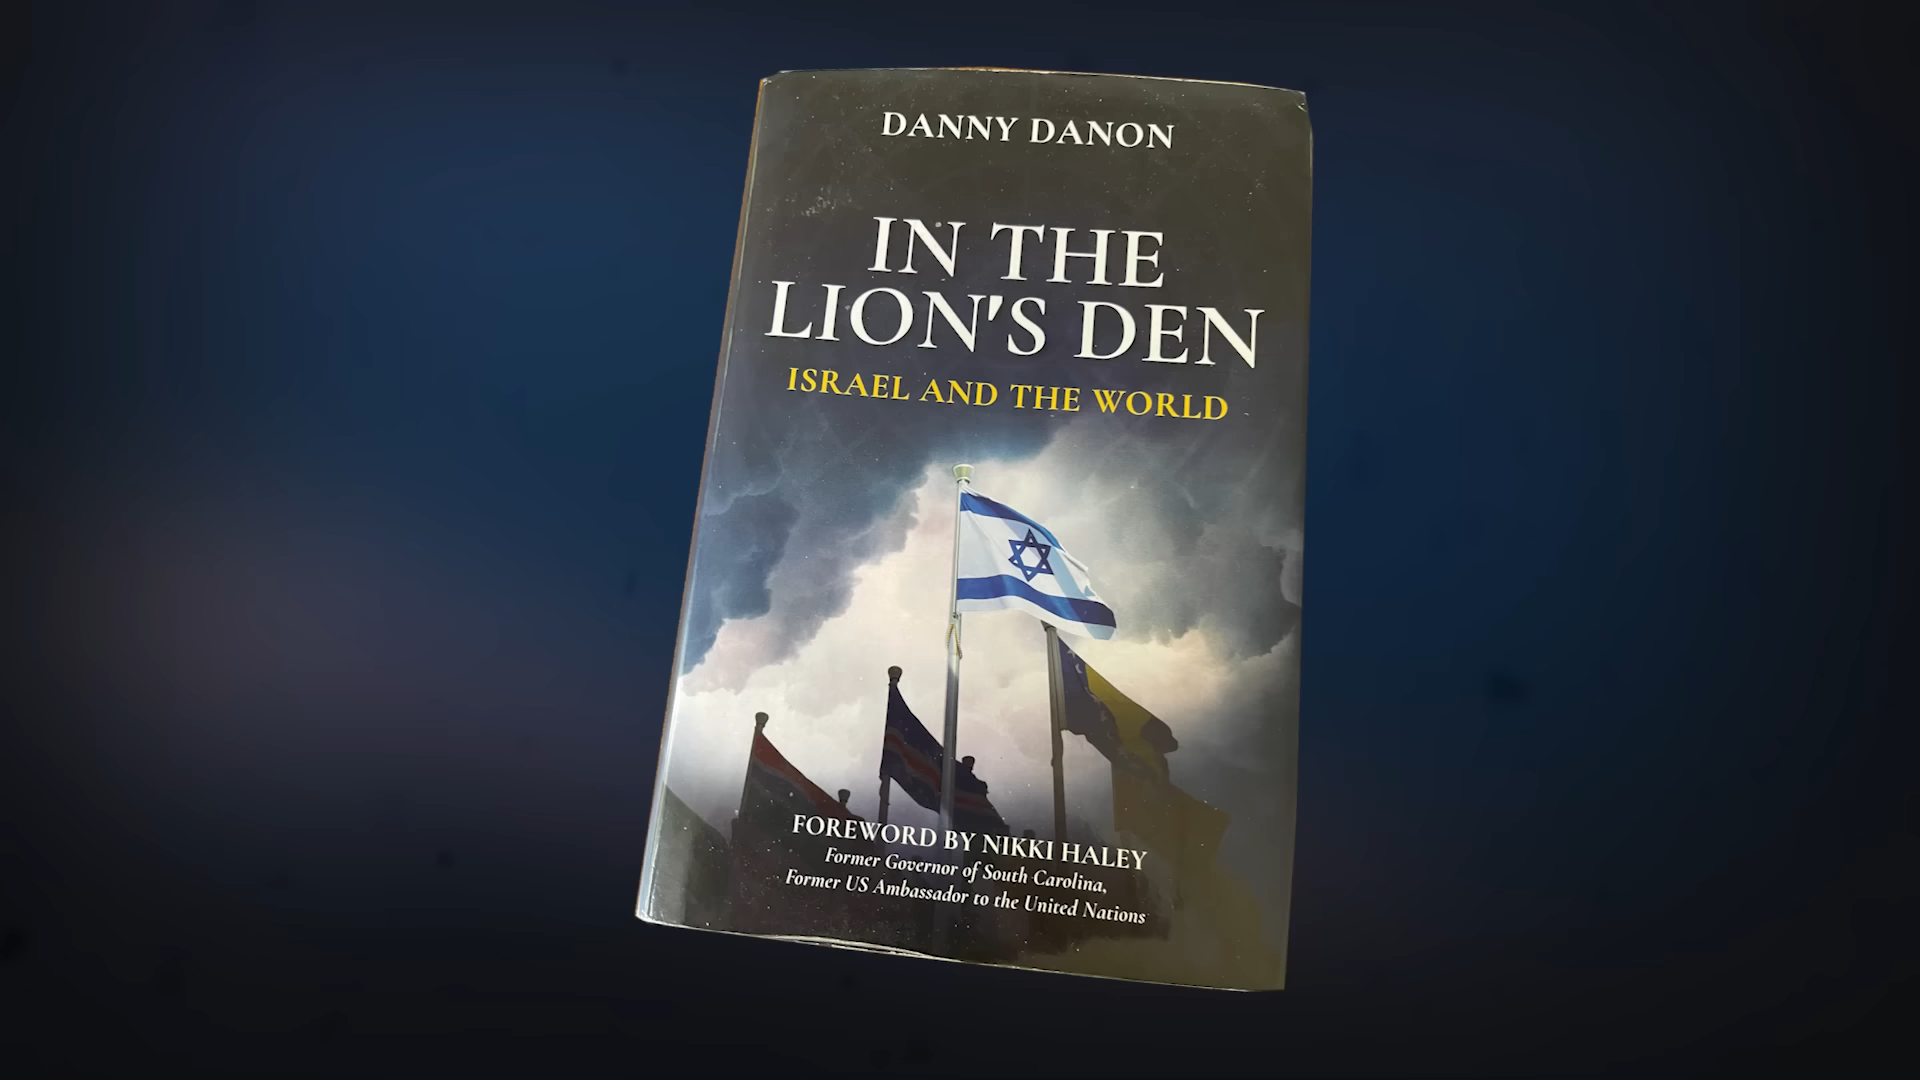 DANNY DANON
IN THE
LION'S DEN
ISRAEL AND THE WORLD
FOREWORD BY NIKKI HALEY
Former Governor of South Carolina,
Former US Ambassador to the United Nations